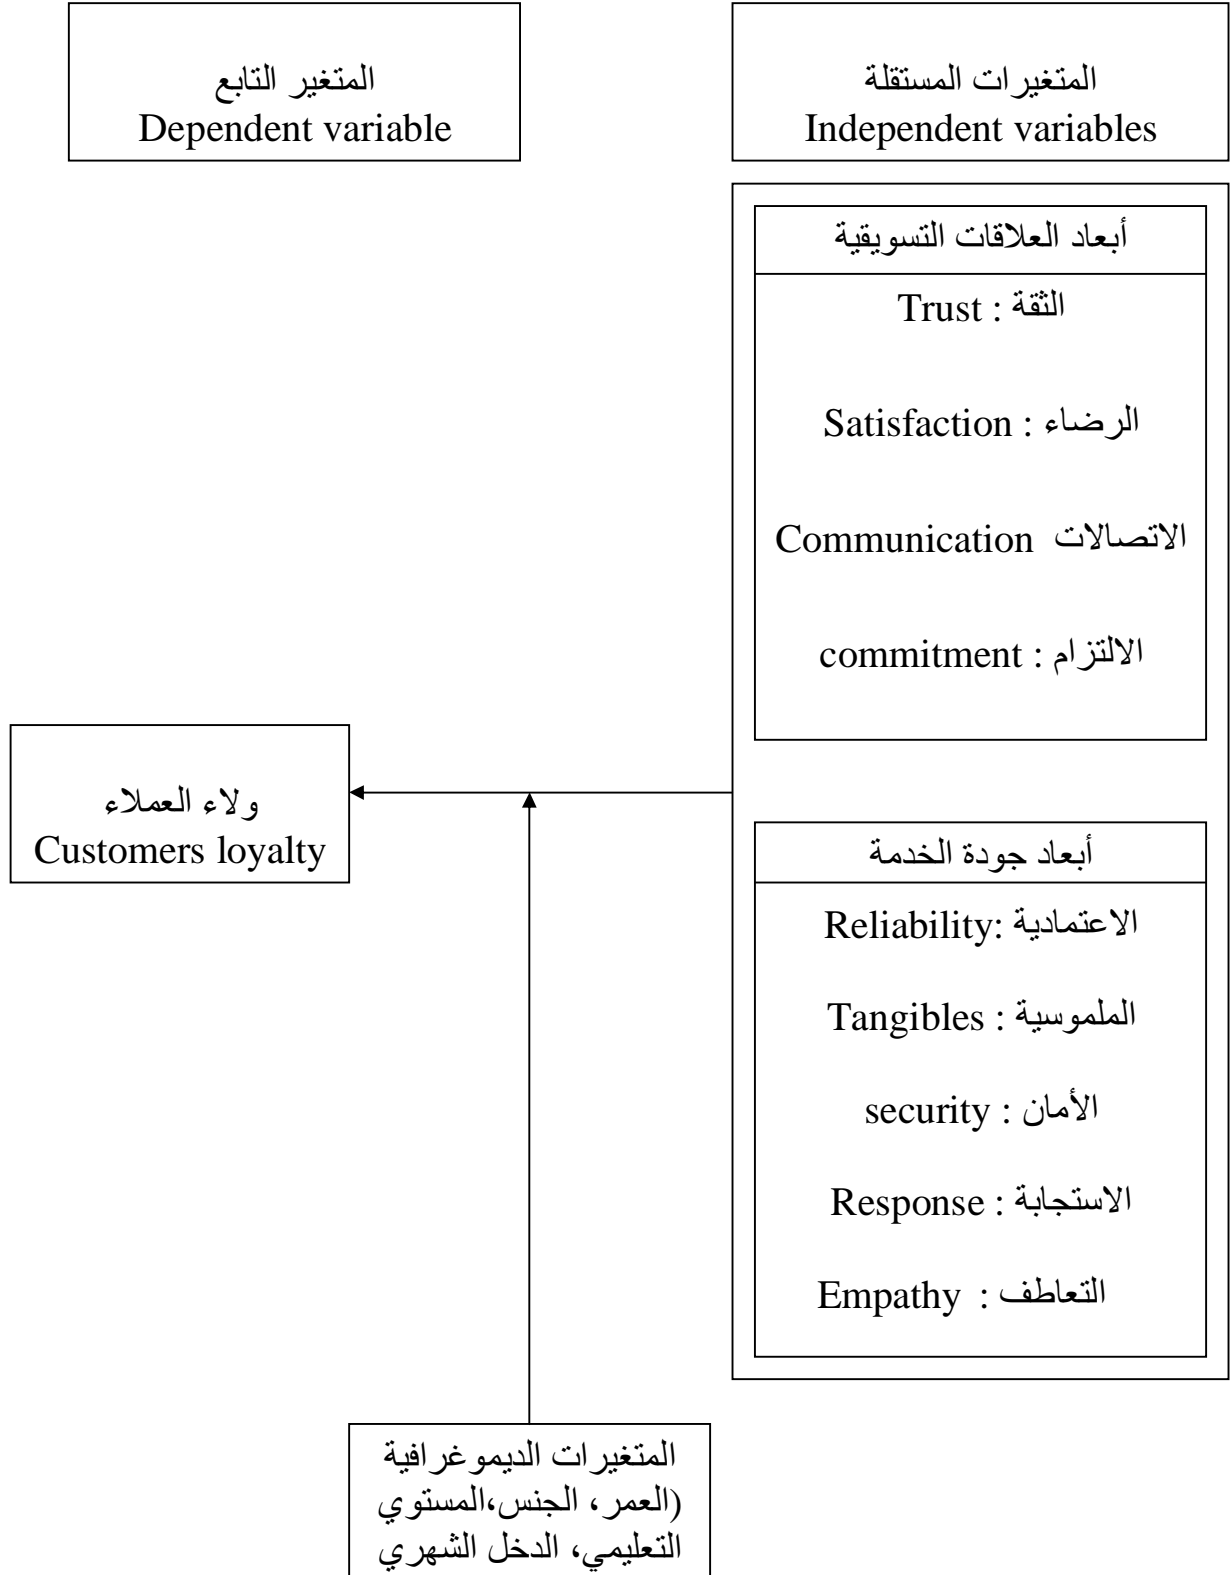 المتغيرات المستقلة
Independent variables
المتغير التابع
Dependent variable
أبعاد العلاقات التسويقية
الثقة : Trust
الرضاء : Satisfaction
الاتصالات Communication
الالتزام : commitment
ولاء العملاء
Customers loyalty
أبعاد جودة الخدمة
الاعتمادية :Reliability
الملموسية : Tangibles
الأمان : security
الاستجابة : Response
التعاطف : Empathy
المتغيرات الديموغرافية
(العمر، الجنس،المستوي
التعليمي، الدخل الشهري